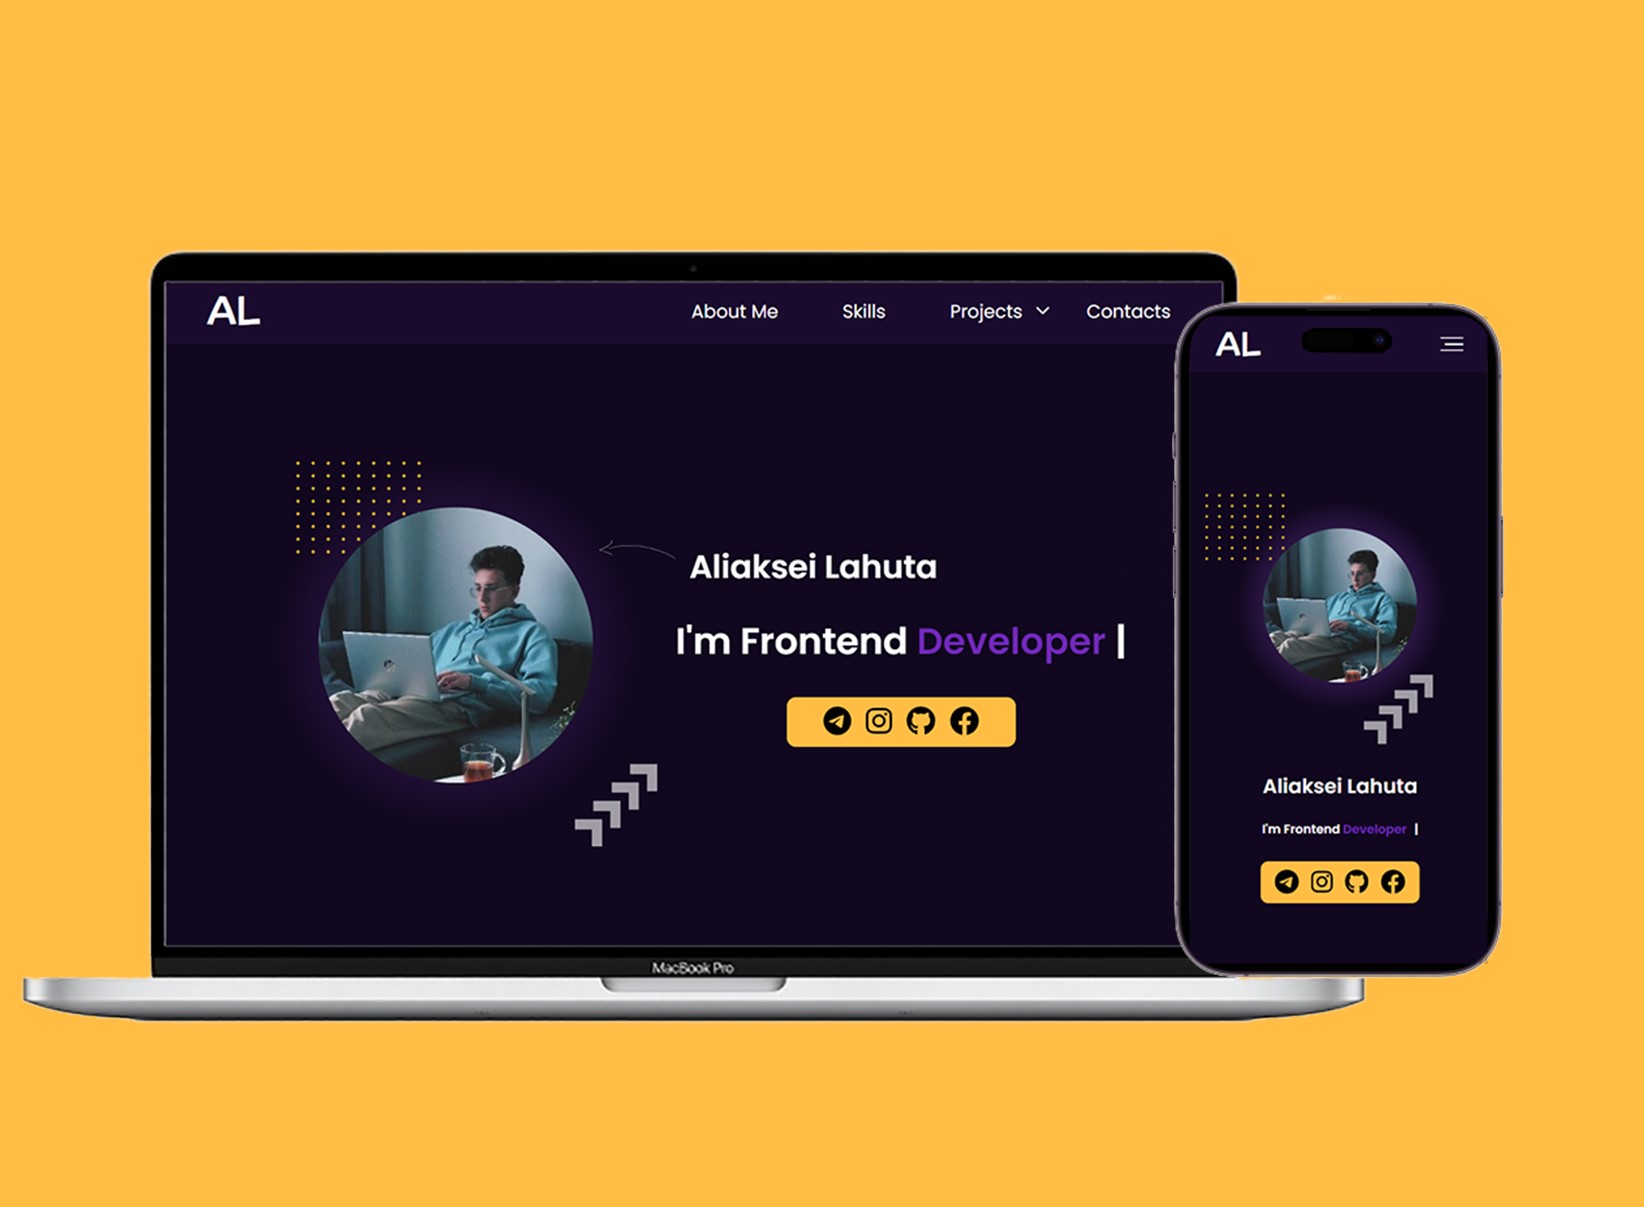 AL
About Me Skills Projects Contacts
Aliaksei Lahuta
I'm Frontend Developer |
MacBook Pro
AL
Aliaksei Lahuta
I'm Frontend Developer |